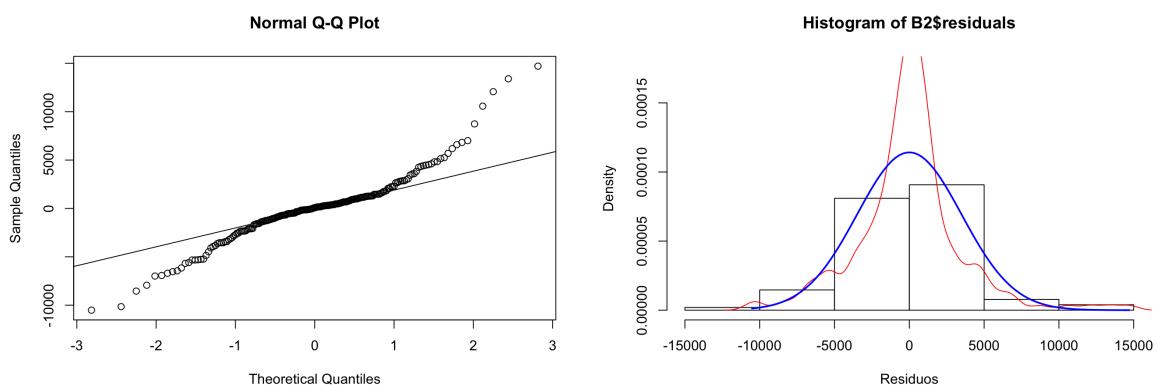 Normal Q-Q Plot
Sample Quantiles
-10000 0 5000 10000
-3 -2 -1 0 1 2 3
Theoretical Quantiles
Histogram of B2$residuals
Density
0.00000 0.00005 0.00010 0.00015
-15000 -10000 -5000 0 5000 10000 15000
Residuos